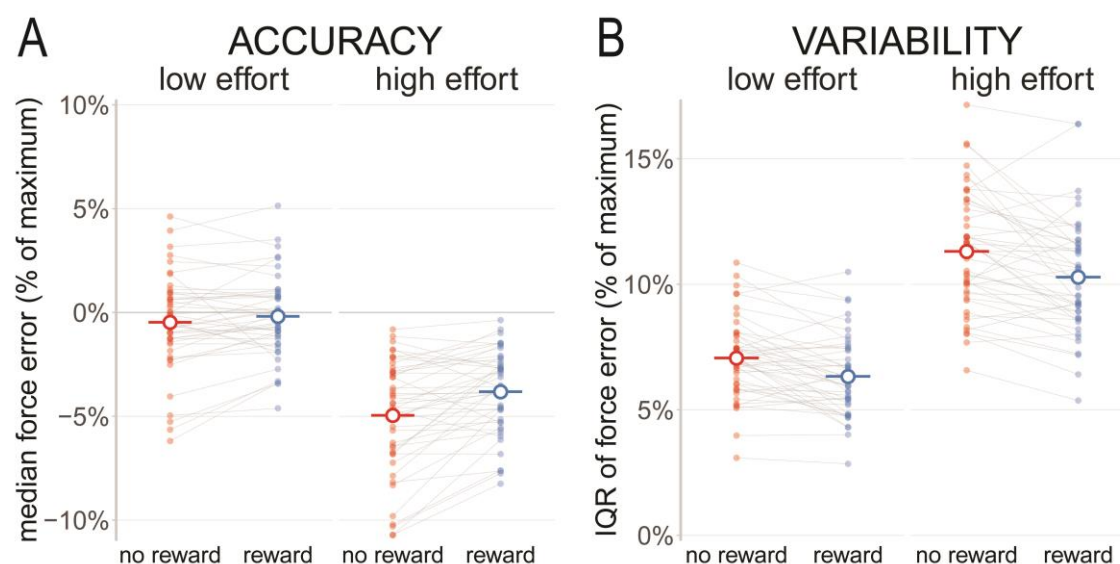 A
ACCURACY
low effort
high effort
median force error (% of maximum)
10%
5%
0%
−5%
−10%
no reward
reward
no reward
reward
B
VARIABILITY
low effort
high effort
IQR of force error (% of maximum)
15%
10%
5%
0%
no reward
reward
no reward
reward